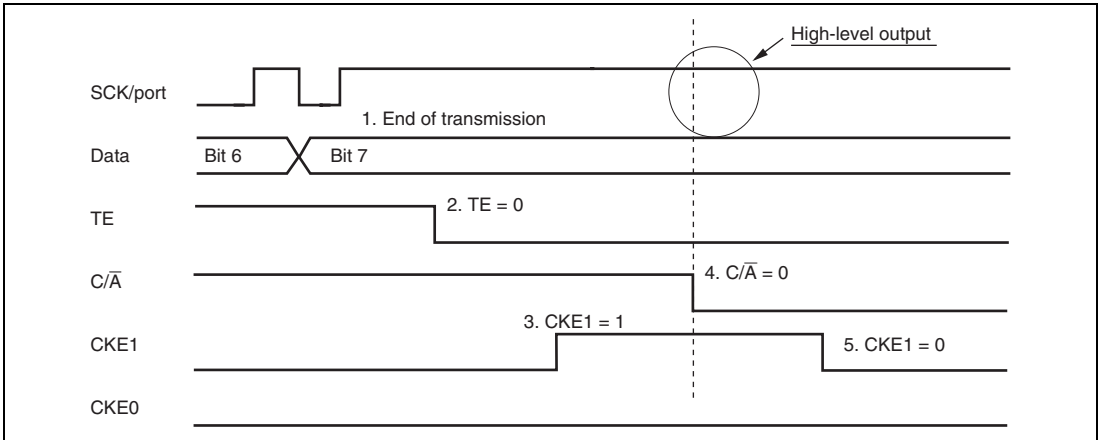 High-level output
SCK/port
1. End of transmission
Data
Bit 6
Bit 7
TE
2. TE = 0
C/A̅
4. C/A̅ = 0
3. CKE1 = 1
CKE1
5. CKE1 = 0
CKE0